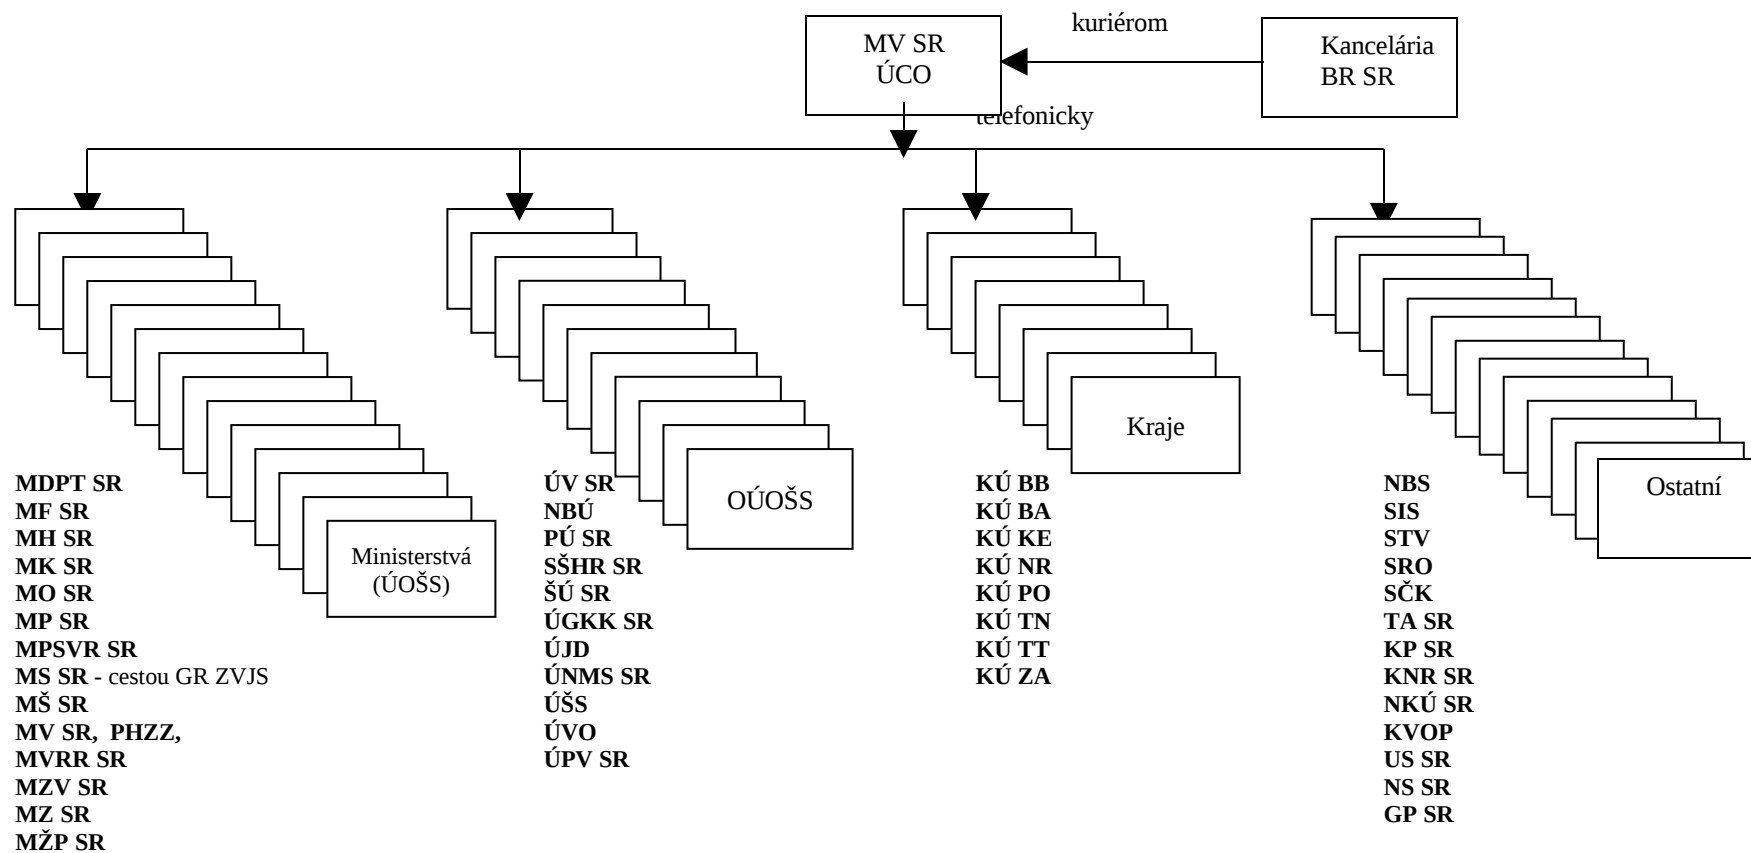 kuriérom
MV SR
ÚCO
Kancelária
BR SR
telefonicky
Kraje
Ostatní
OÚOŠS
Ministerstvá
(ÚOŠS)
MDPT SR
MF SR
MH SR
MK SR
MO SR
MP SR
MPSVR SR
MS SR - cestou GR ZVJS
MŠ SR
MV SR, PHZZ,
MVRR SR
MZV SR
MZ SR
MŽP SR
ÚV SR
NBÚ
PÚ SR
SŠHR SR
ŠÚ SR
ÚGKK SR
ÚJD
ÚNMS SR
ÚŠS
ÚVO
ÚPV SR
KÚ BB
KÚ BA
KÚ KE
KÚ NR
KÚ PO
KÚ TN
KÚ TT
KÚ ZA
NBS
SIS
STV
SRO
SČK
TA SR
KP SR
KNR SR
NKÚ SR
KVOP
US SR
NS SR
GP SR